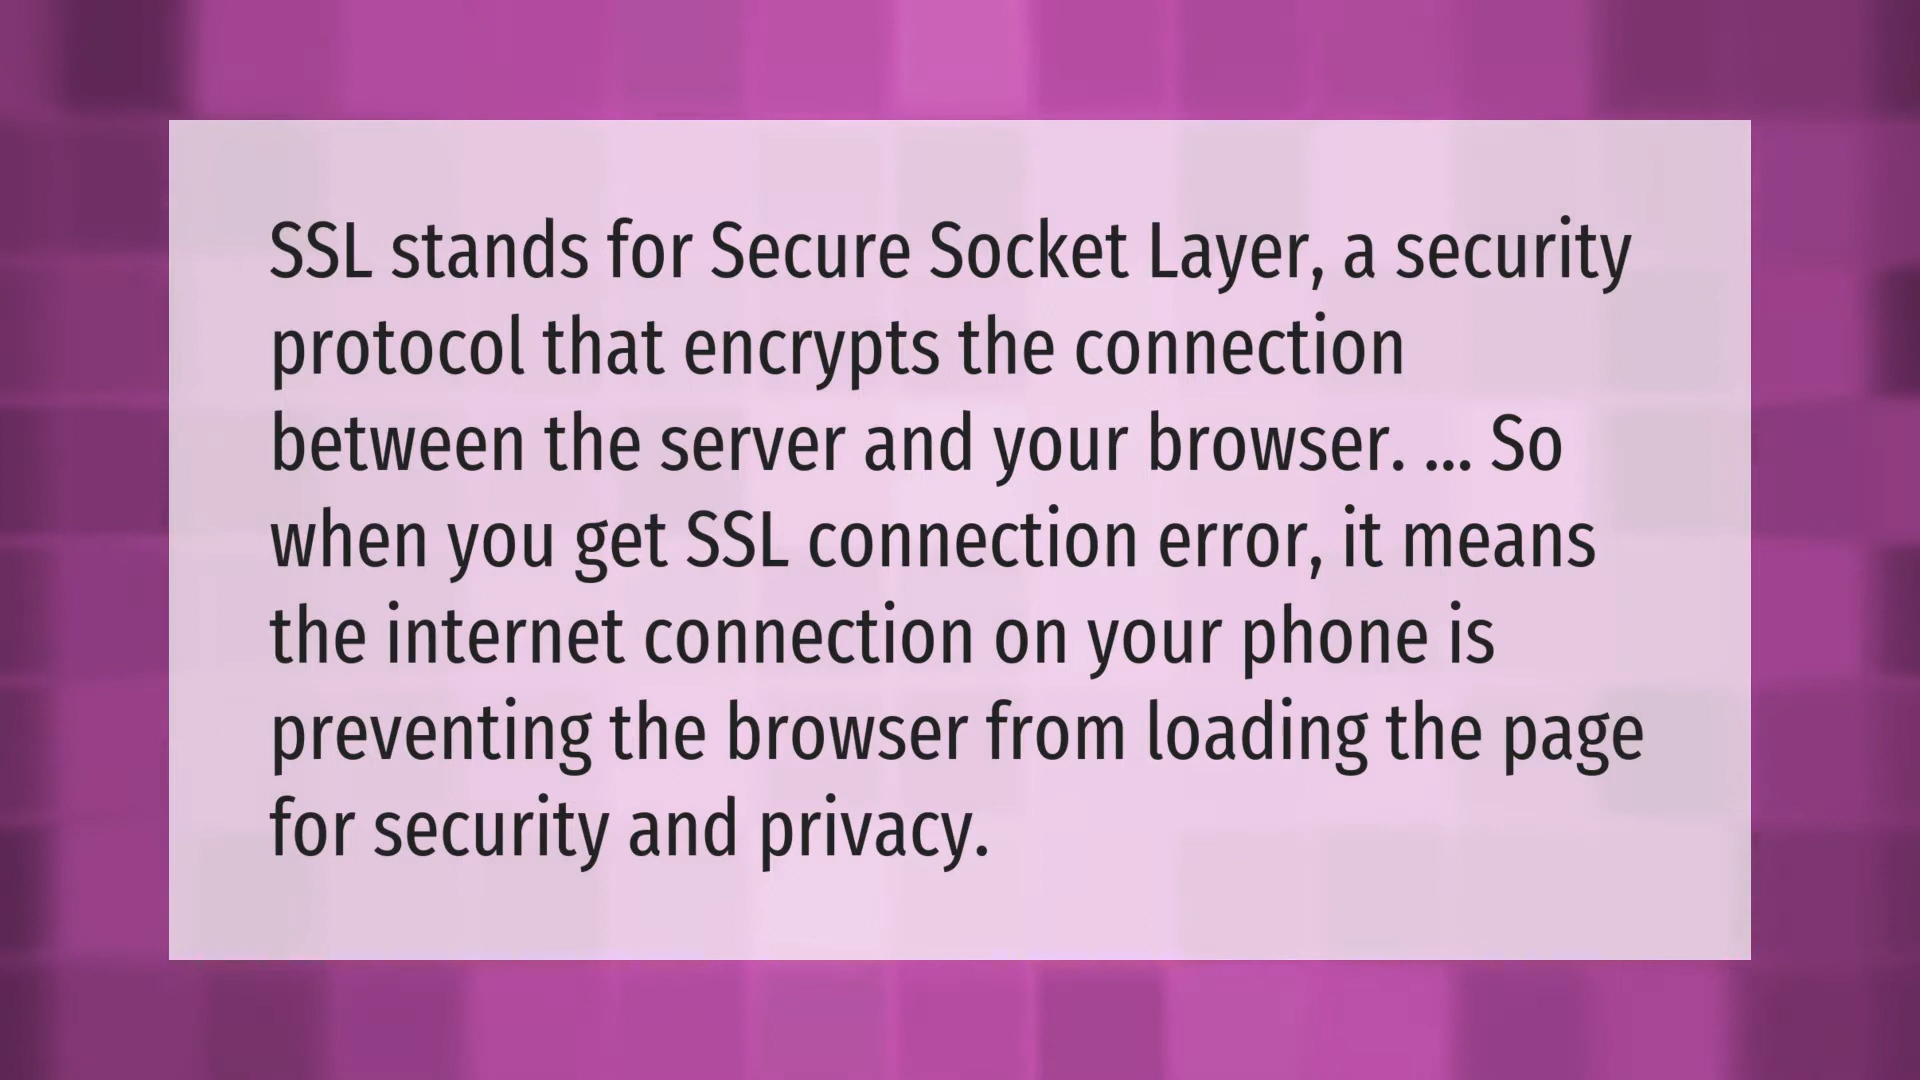 SSL stands for Secure Socket Layer, a security
protocol that encrypts the connection
between the server and your browser. ... So
when you get SSL connection error, it means
the internet connection on your phone is
preventing the browser from loading the page
for security and privacy.